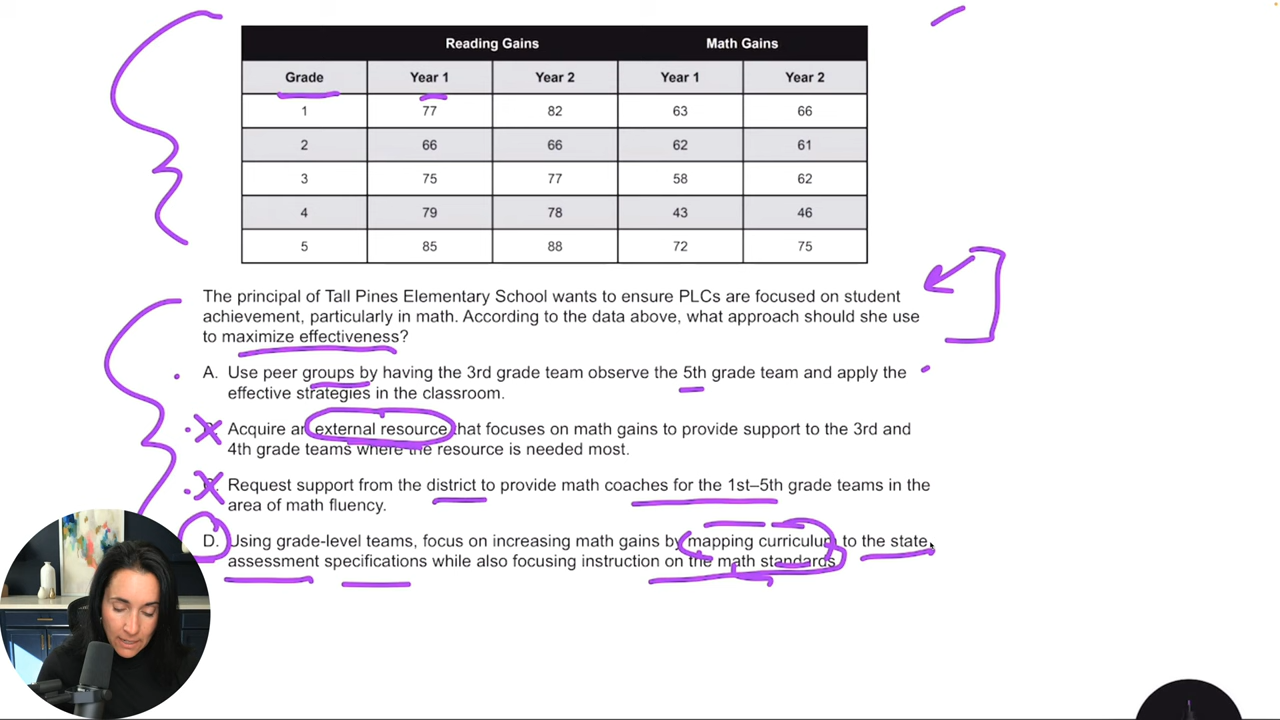 Reading Gains Math Gains
Grade Year 1 Year 2 Year 1 Year 2
1 77 82 63 66
2 66 66 62 61
3 75 77 58 62
4 79 78 43 46
5 85 88 72 75
The principal of Tall Pines Elementary School wants to ensure PLCs are focused on student
achievement, particularly in math. According to the data above, what approach should she use
to maximize effectiveness?
A. Use peer groups by having the 3rd grade team observe the 5th grade team and apply the
effective strategies in the classroom.
Acquire an external resource that focuses on math gains to provide support to the 3rd and
4th grade teams where the resource is needed most.
Request support from the district to provide math coaches for the 1st–5th grade teams in the
area of math fluency.
D. Using grade-level teams, focus on increasing math gains by mapping curriculum to the state
assessment specifications while also focusing instruction on the math standards.